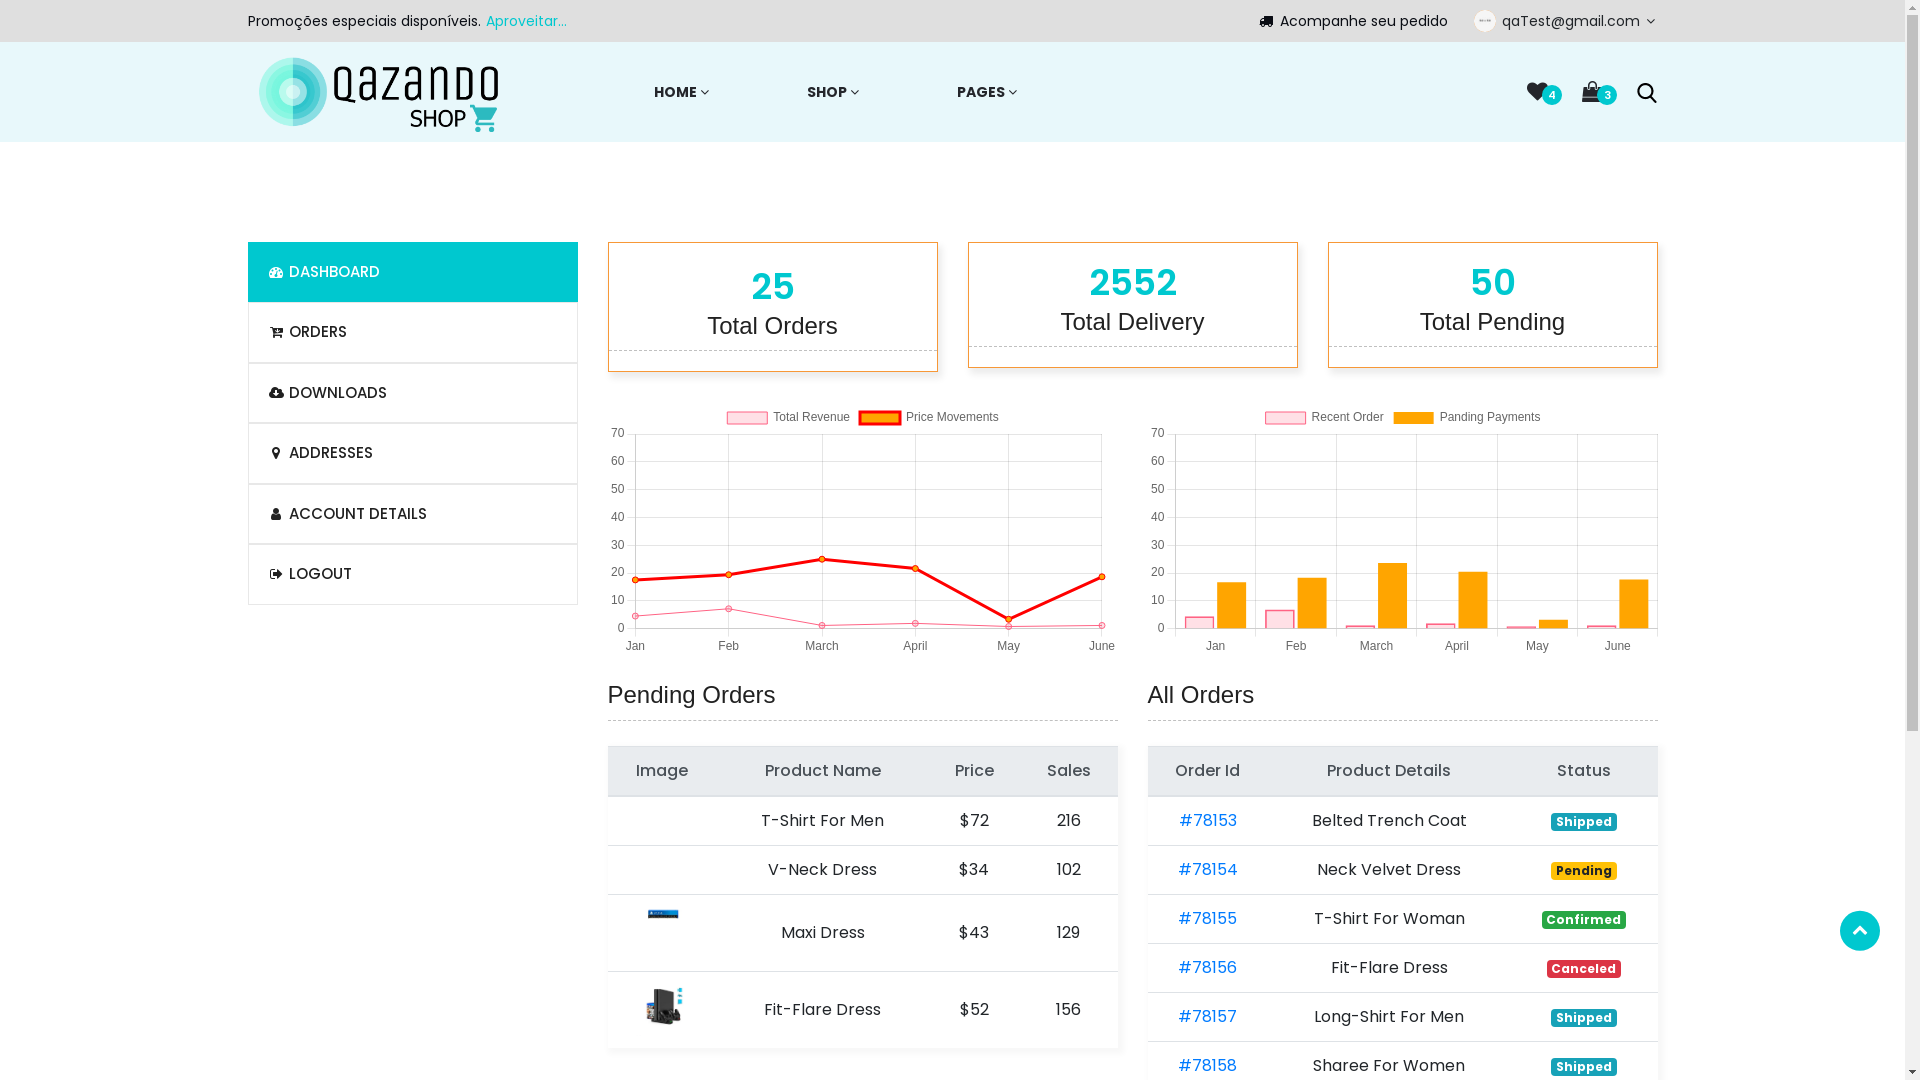 Promoções especiais disponíveis. Aproveitar...
Acompanhe seu pedido
qaTest@gmail.com
QAZANDO
SHOP
HOME
SHOP
PAGES
4
3
DASHBOARD
ORDERS
DOWNLOADS
ADDRESSES
ACCOUNT DETAILS
LOGOUT
25
Total Orders
2552
Total Delivery
50
Total Pending
Total Revenue Price Movements
70
60
50
40
30
20
10
0
Jan Feb March April May June
Recent Order Panding Payments
70
60
50
40
30
20
10
0
Jan Feb March April May June
Pending Orders
Image Product Name Price Sales
T-Shirt For Men $72 216
V-Neck Dress $34 102
Maxi Dress $43 129
Fit-Flare Dress $52 156
All Orders
Order Id Product Details Status
#78153 Belted Trench Coat Shipped
#78154 Neck Velvet Dress Pending
#78155 T-Shirt For Woman Confirmed
#78156 Fit-Flare Dress Canceled
#78157 Long-Shirt For Men Shipped
#78158 Sharee For Women Shipped